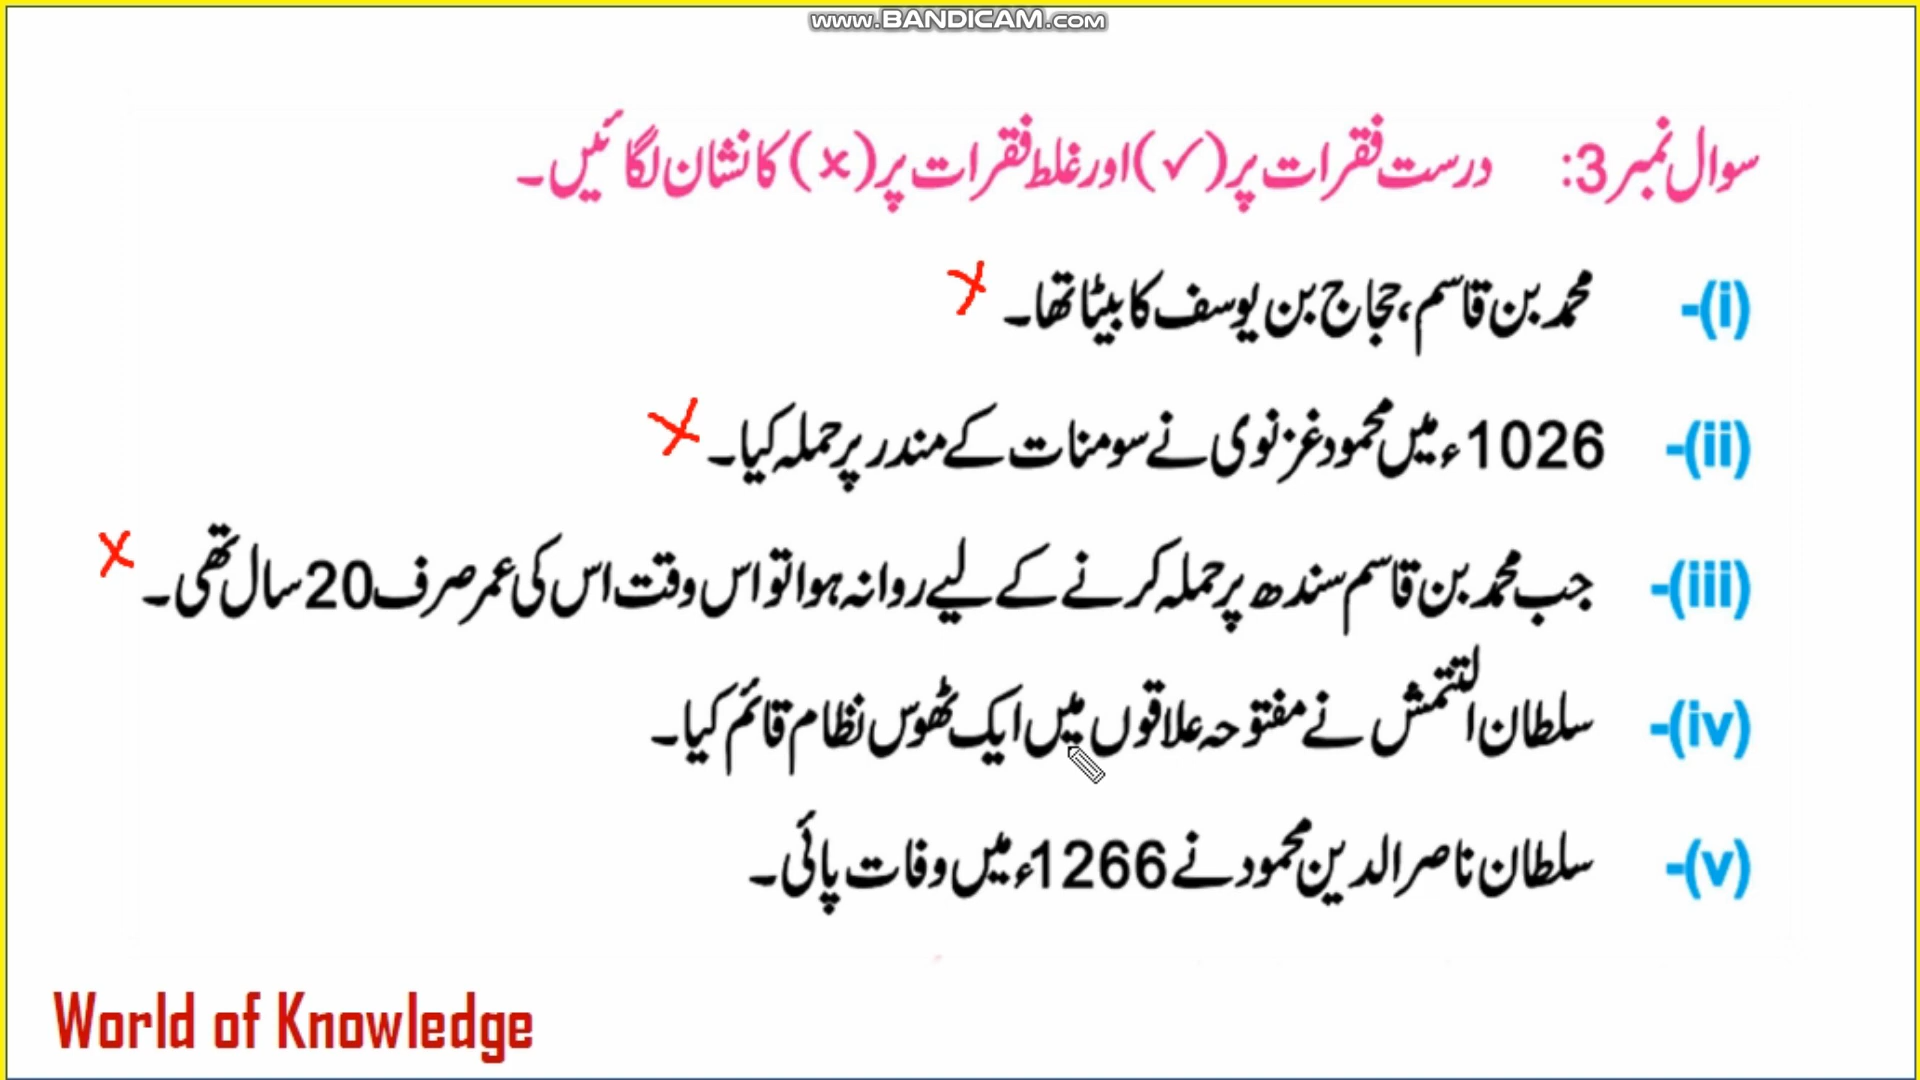 www.BANDICAM.com
سوال نمبر 3: درست فقرات پر (✓) اور غلط فقرات پر (×) کا نشان لگائیں۔
(i)- محمد بن قاسم، حجاج بن یوسف کا بیٹا تھا۔ ×
(ii)- 1026ء میں محمود غزنوی نے سومنات کے مندر پر حملہ کیا۔ ×
(iii)- جب محمد بن قاسم سندھ پر حملہ کرنے کے لیے روانہ ہوا تو اس وقت اس کی عمر صرف 20 سال تھی۔ ×
(iv)- سلطان التتمش نے مفتوحہ علاقوں میں ایک ٹھوس نظام قائم کیا۔
(v)- سلطان ناصر الدین محمود نے 1266ء میں وفات پائی۔
World of Knowledge